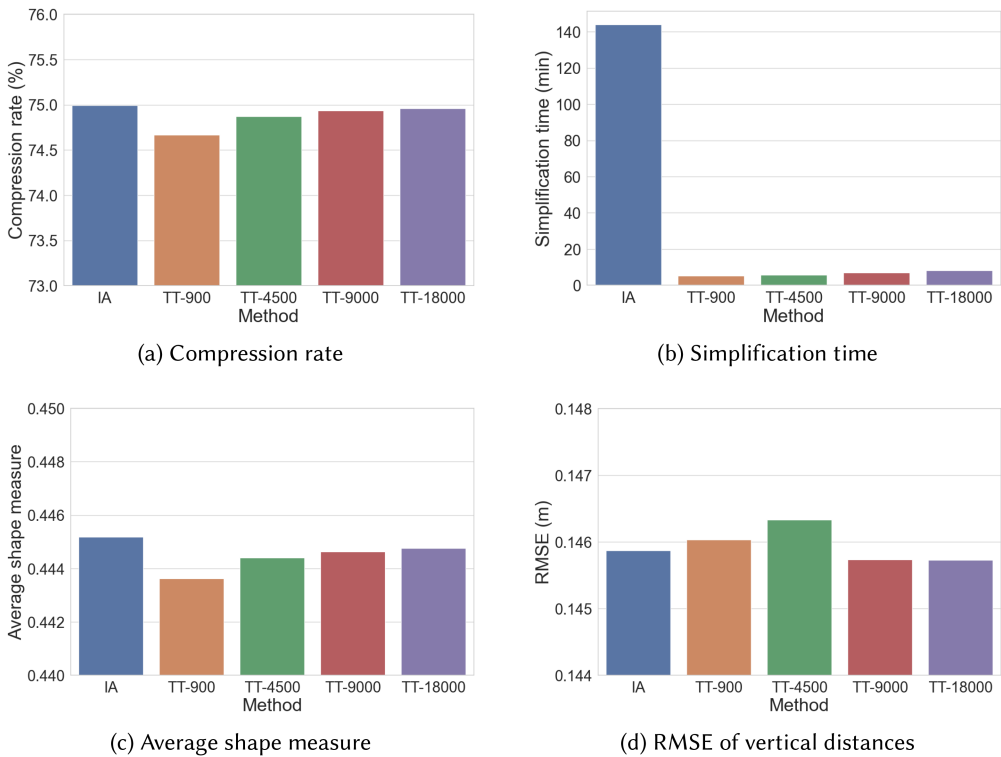 76.0
75.5
75.0
74.5
74.0
73.5
73.0
Compression rate (%)
IA TT-900 TT-4500 TT-9000 TT-18000
Method
(a) Compression rate
140
120
100
80
60
40
20
0
Simplification time (min)
IA TT-900 TT-4500 TT-9000 TT-18000
Method
(b) Simplification time
0.450
0.448
0.446
0.444
0.442
0.440
Average shape measure
IA TT-900 TT-4500 TT-9000 TT-18000
Method
(c) Average shape measure
0.148
0.147
0.146
0.145
0.144
RMSE (m)
IA TT-900 TT-4500 TT-9000 TT-18000
Method
(d) RMSE of vertical distances